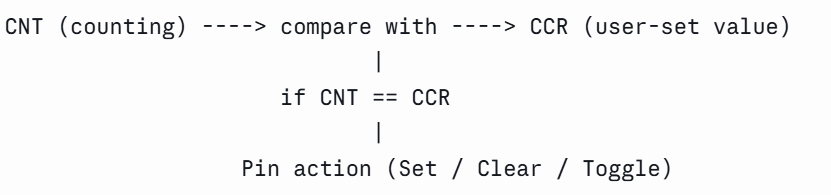 CNT (counting) ----> compare with ----> CCR (user-set value)
|
if CNT == CCR
|
Pin action (Set / Clear / Toggle)